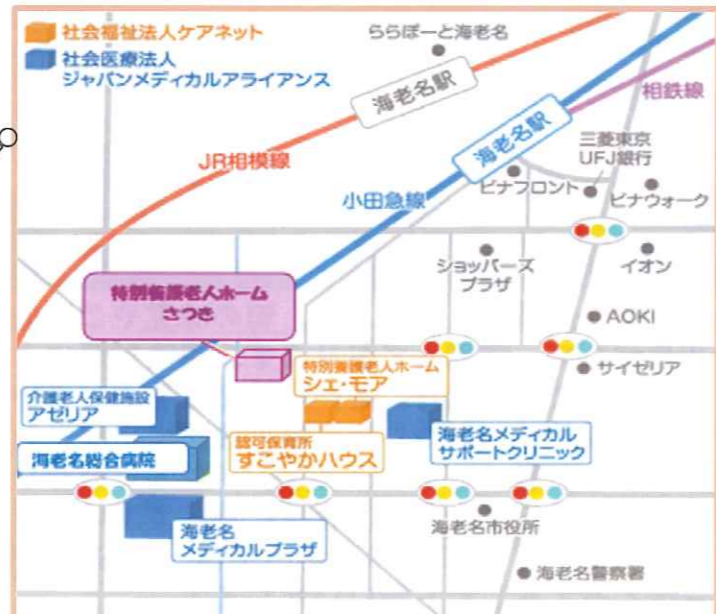 社会福祉法人ケアネット
社会医療法人
ジャパンメディカルアライアンス
ららぽーと海老名
海老名駅
相鉄線
海老名駅
三菱東京
UFJ銀行
JR相模線
ビナフロント
ビナウォーク
小田急線
ショッパーズ
プラザ
イオン
特別養護老人ホーム
さつき
AOKI
特別養護老人ホーム
シェ・モア
サイゼリア
介護老人保健施設
アゼリア
海老名メディカル
サポートクリニック
認可保育所
すこやかハウス
海老名総合病院
海老名
メディカルプラザ
海老名市役所
海老名警察署